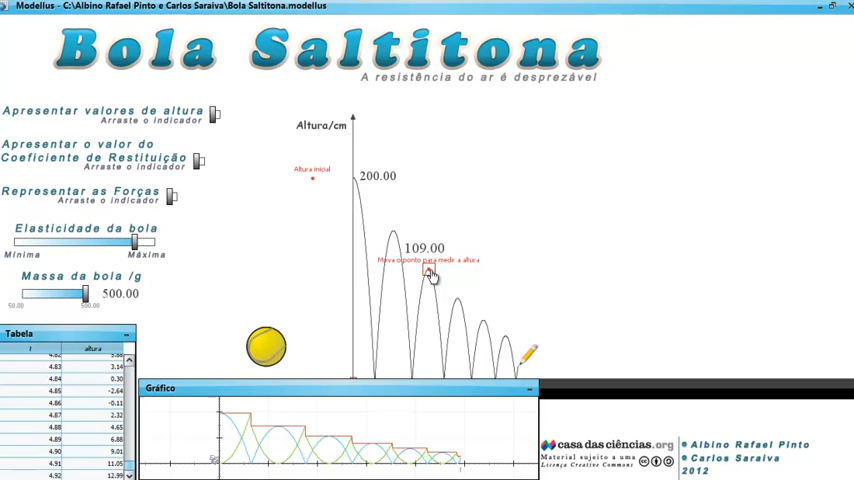 Modellus - C:\Albino Rafael Pinto e Carlos Saraiva\Bola Saltitona.modellus
Bola Saltitona
A resistência do ar é desprezável
Apresentar valores de altura
Arraste o indicador
Apresentar o valor do
Coeficiente de Restituição
Arraste o indicador
Representar as Forças
Arraste o indicador
Elasticidade da bola
Mínima Máxima
Massa da bola /g
500.00
50.00 500.00
Altura/cm
Altura inicial
200.00
109.00
Mova o ponto para medir a altura
Tabela
t altura
4.83 3.14
4.84 0.30
4.85 -2.64
4.86 -0.11
4.87 2.32
4.88 4.65
4.89 6.88
4.90 9.01
4.91 11.05
4.92 12.99
Gráfico
t
casa das ciências.org
Material sujeito a uma
Licença Creative Commons
Albino Rafael Pinto
Carlos Saraiva
2012